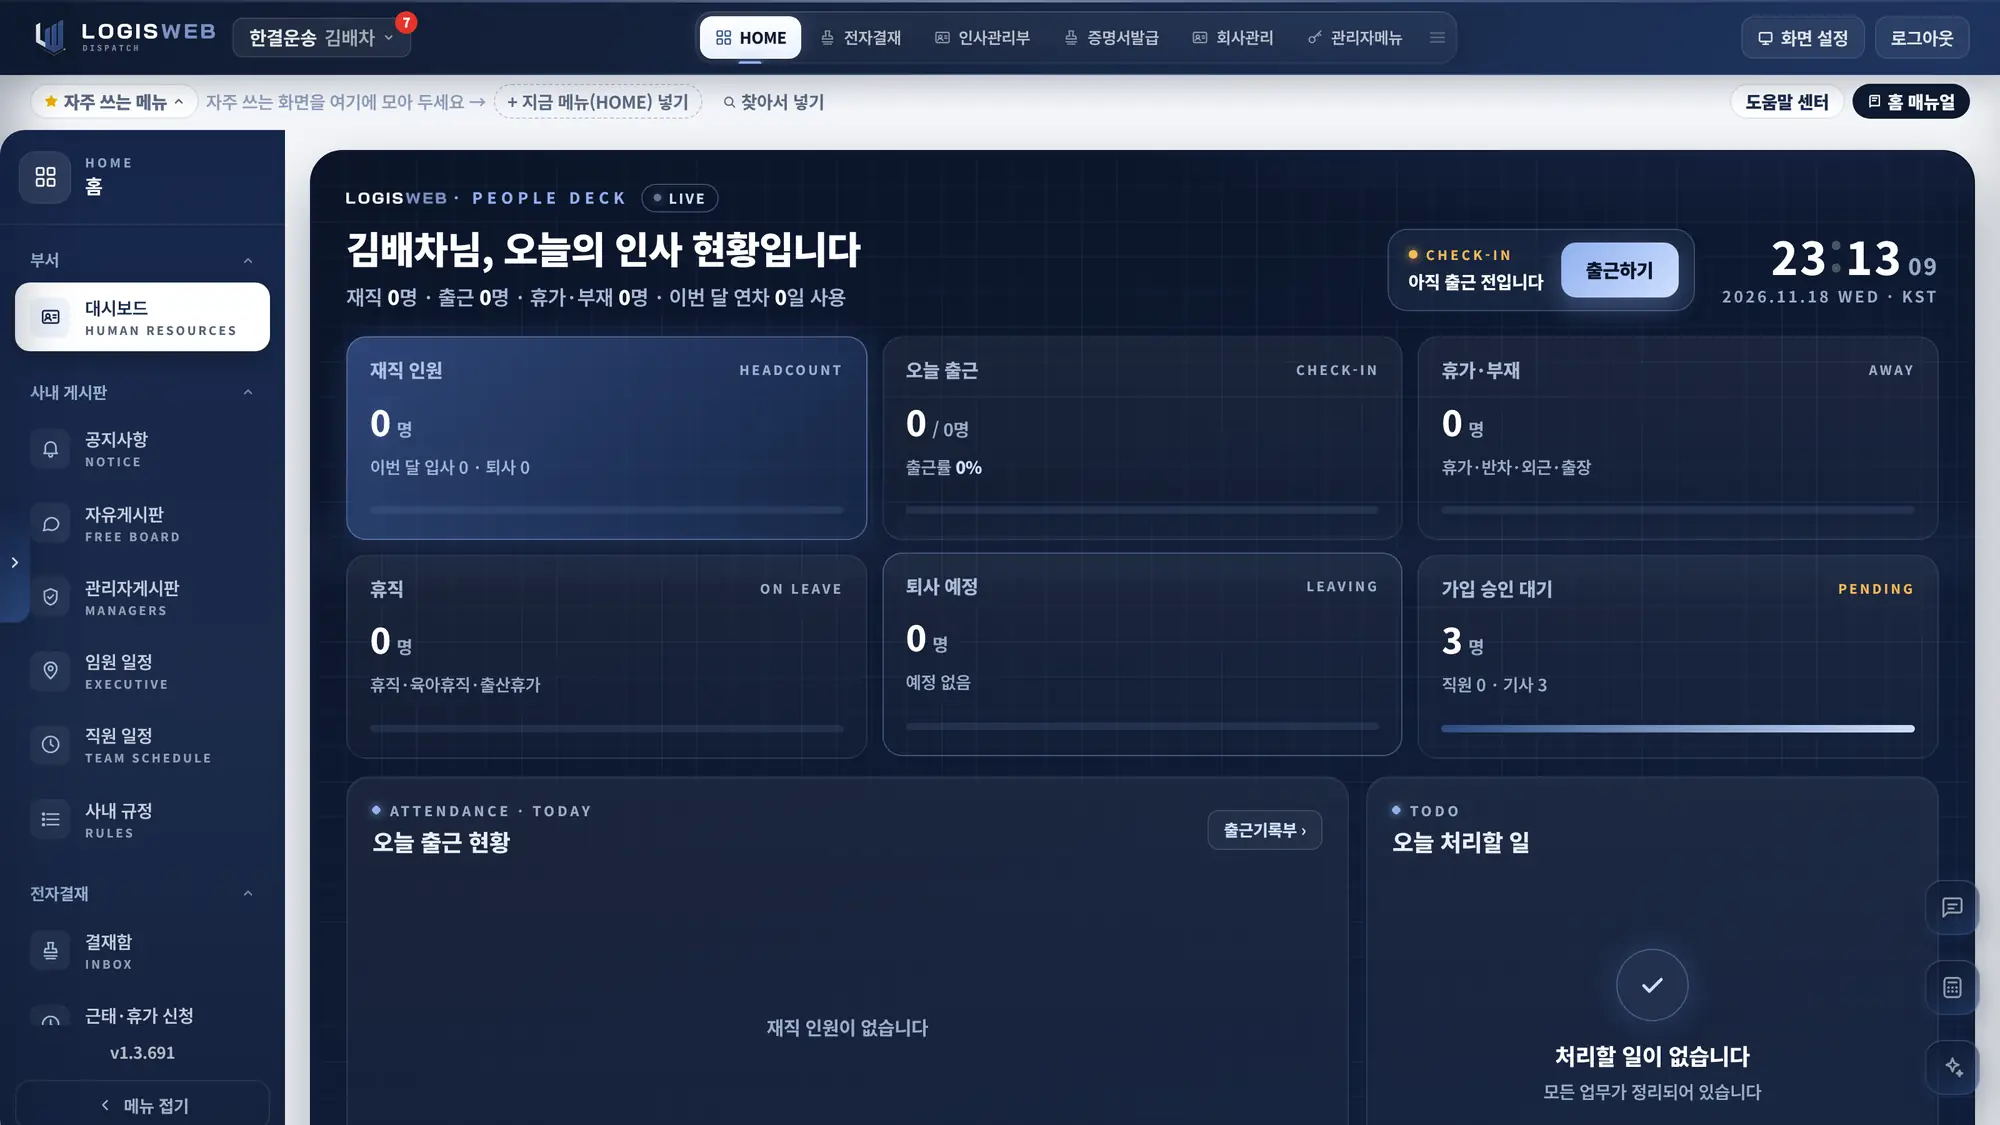 LOGISWEB
DISPATCH
한결운송 김배차
7
HOME
전자결재
인사관리부
증명서발급
회사관리
관리자메뉴
화면 설정
로그아웃
자주 쓰는 메뉴
자주 쓰는 화면을 여기에 모아 두세요 →
+ 지금 메뉴(HOME) 넣기
찾아서 넣기
도움말 센터
홈 매뉴얼
HOME
홈
부서
대시보드
HUMAN RESOURCES
사내 게시판
공지사항
NOTICE
자유게시판
FREE BOARD
관리자게시판
MANAGERS
임원 일정
EXECUTIVE
직원 일정
TEAM SCHEDULE
사내 규정
RULES
전자결재
결재함
INBOX
근태·휴가 신청
v1.3.691
메뉴 접기
LOGISWEB · PEOPLE DECK
LIVE
김배차님, 오늘의 인사 현황입니다
재직 0명 · 출근 0명 · 휴가·부재 0명 · 이번 달 연차 0일 사용
CHECK-IN
아직 출근 전입니다
출근하기
23:13 09
2026.11.18 WED · KST
재직 인원
HEADCOUNT
0 명
이번 달 입사 0 · 퇴사 0
오늘 출근
CHECK-IN
0 / 0명
출근률 0%
휴가·부재
AWAY
0 명
휴가·반차·외근·출장
휴직
ON LEAVE
0 명
휴직·육아휴직·출산휴가
퇴사 예정
LEAVING
0 명
예정 없음
가입 승인 대기
PENDING
3 명
직원 0 · 기사 3
ATTENDANCE · TODAY
오늘 출근 현황
출근기록부 ›
재직 인원이 없습니다
TODO
오늘 처리할 일
처리할 일이 없습니다
모든 업무가 정리되어 있습니다